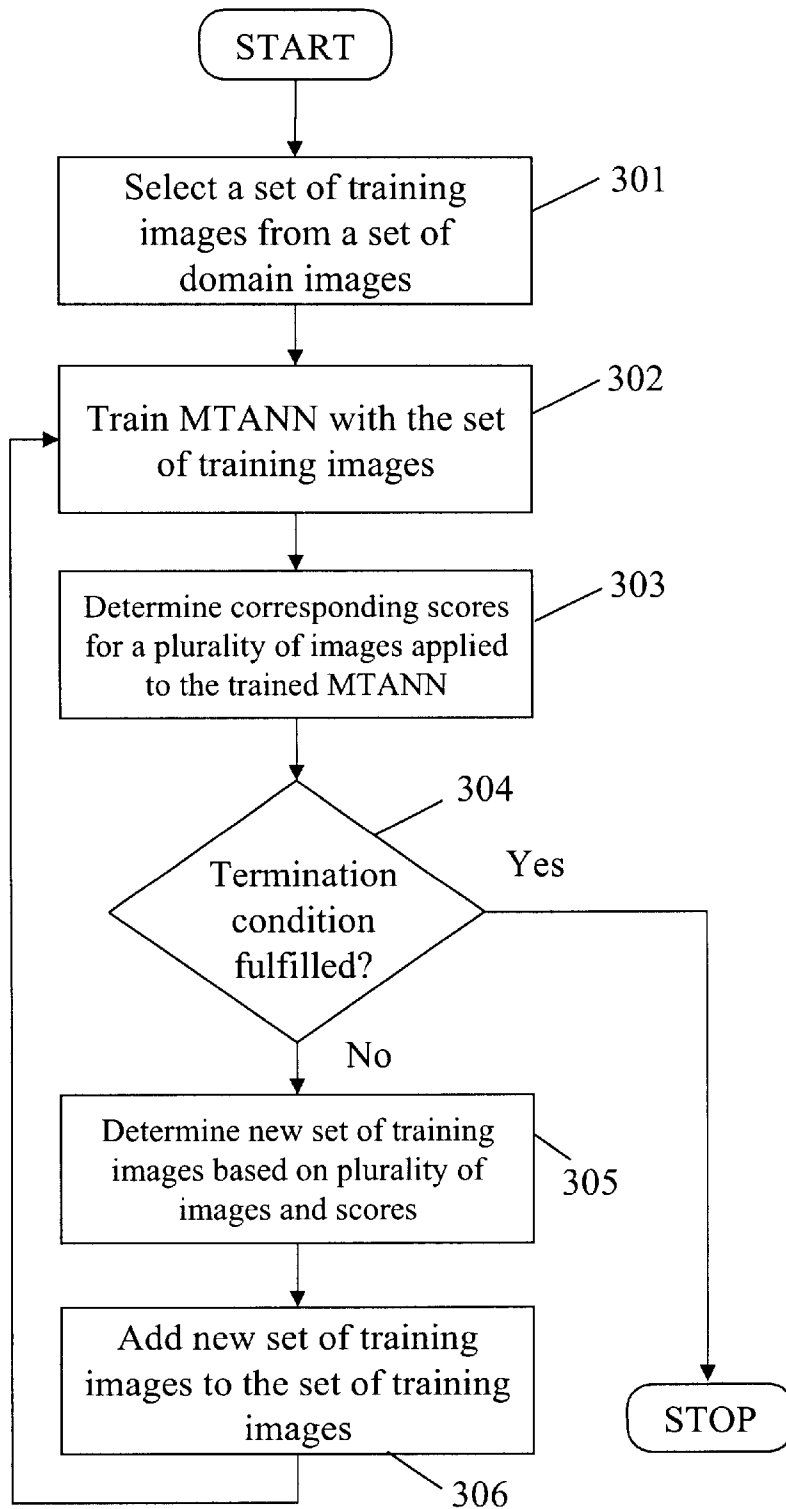 START
Select a set of training
images from a set of
domain images
301
Train MTANN with the set
of training images
302
Determine corresponding scores
for a plurality of images applied
to the trained MTANN
303
Termination
condition
fulfilled?
304
Yes
No
Determine new set of training
images based on plurality of
images and scores
305
Add new set of training
images to the set of training
images
306
STOP